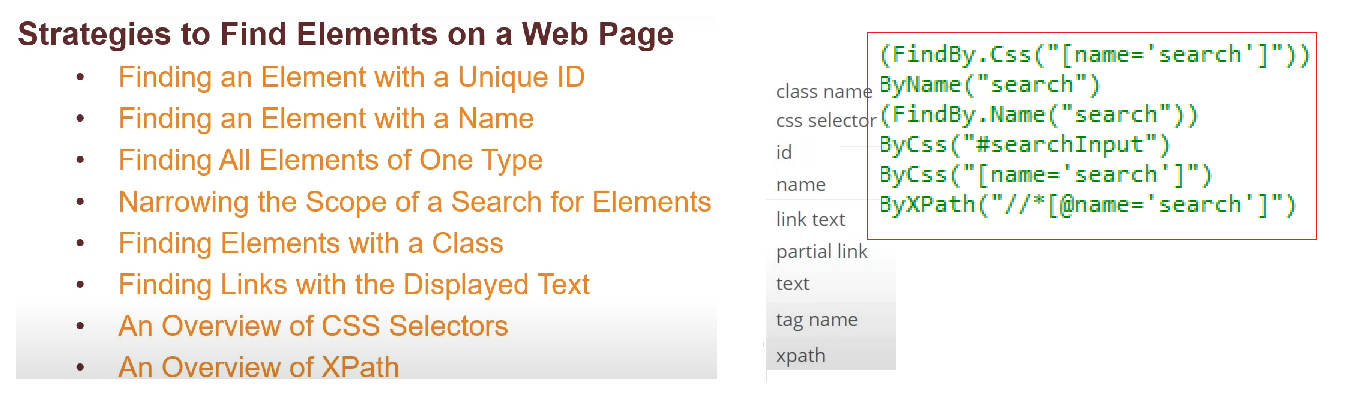 Strategies to Find Elements on a Web Page
• Finding an Element with a Unique ID
• Finding an Element with a Name
• Finding All Elements of One Type
• Narrowing the Scope of a Search for Elements
• Finding Elements with a Class
• Finding Links with the Displayed Text
• An Overview of CSS Selectors
• An Overview of XPath
class name
css selector
id
name
link text
partial link
text
tag name
xpath
(FindBy.Css("[name='search']"))
ByName("search")
(FindBy.Name("search"))
ByCss("#searchInput")
ByCss("[name='search']")
ByXPath("//*[@name='search']")